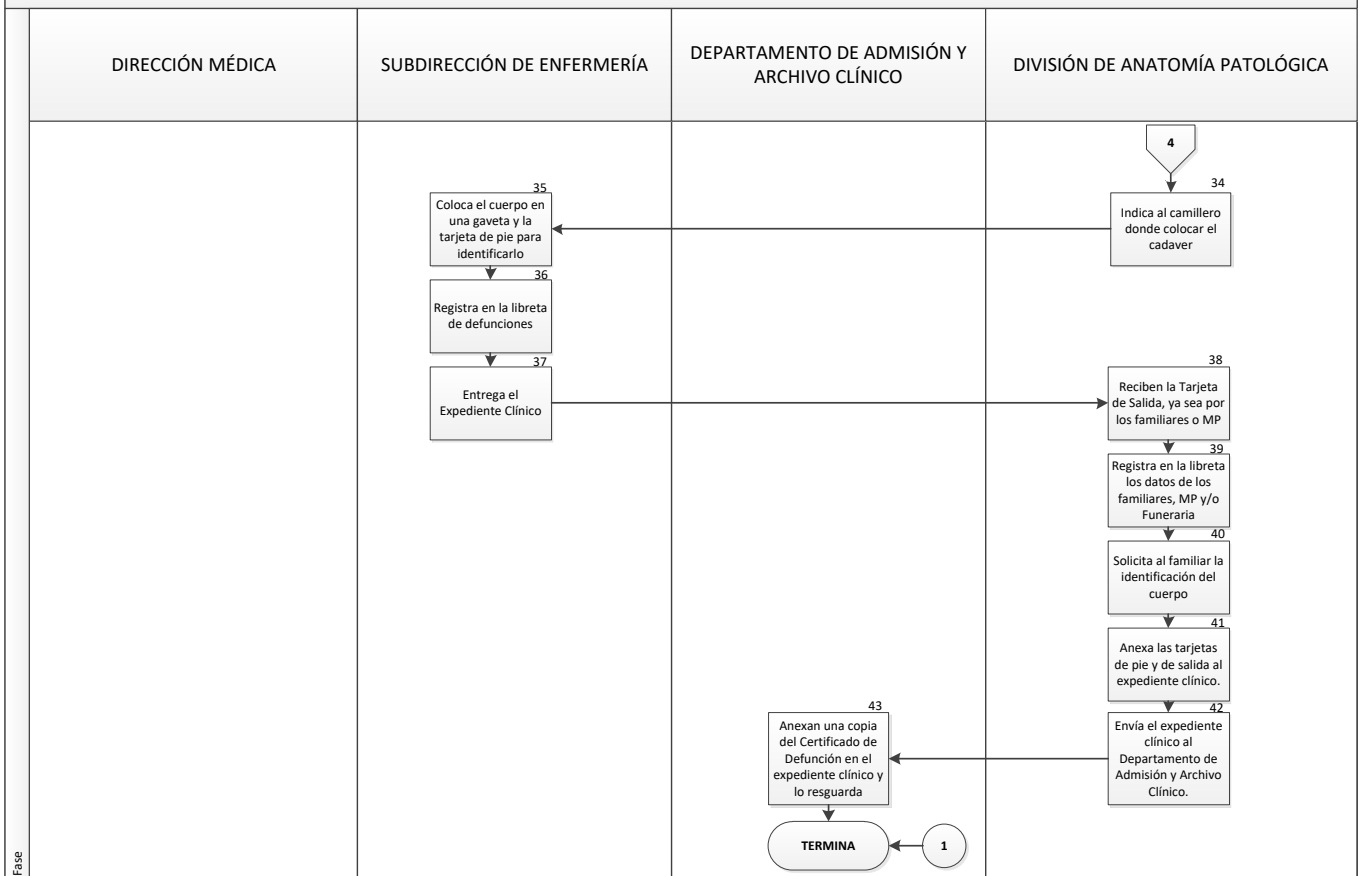 DIRECCIÓN MÉDICA
SUBDIRECCIÓN DE ENFERMERÍA
DEPARTAMENTO DE ADMISIÓN Y
ARCHIVO CLÍNICO
DIVISIÓN DE ANATOMÍA PATOLÓGICA
4
34
Indica al camillero
donde colocar el
cadaver
35
Coloca el cuerpo en
una gaveta y la
tarjeta de pie para
identificarlo
36
Registra en la libreta
de defunciones
37
Entrega el
Expediente Clínico
38
Reciben la Tarjeta
de Salida, ya sea por
los familiares o MP
39
Registra en la libreta
los datos de los
familiares, MP y/o
Funeraria
40
Solicita al familiar la
identificación del
cuerpo
41
Anexa las tarjetas
de pie y de salida al
expediente clínico.
42
Envía el expediente
clínico al
Departamento de
Admisión y Archivo
Clínico.
43
Anexan una copia
del Certificado de
Defunción en el
expediente clínico y
lo resguarda
TERMINA
1
Fase